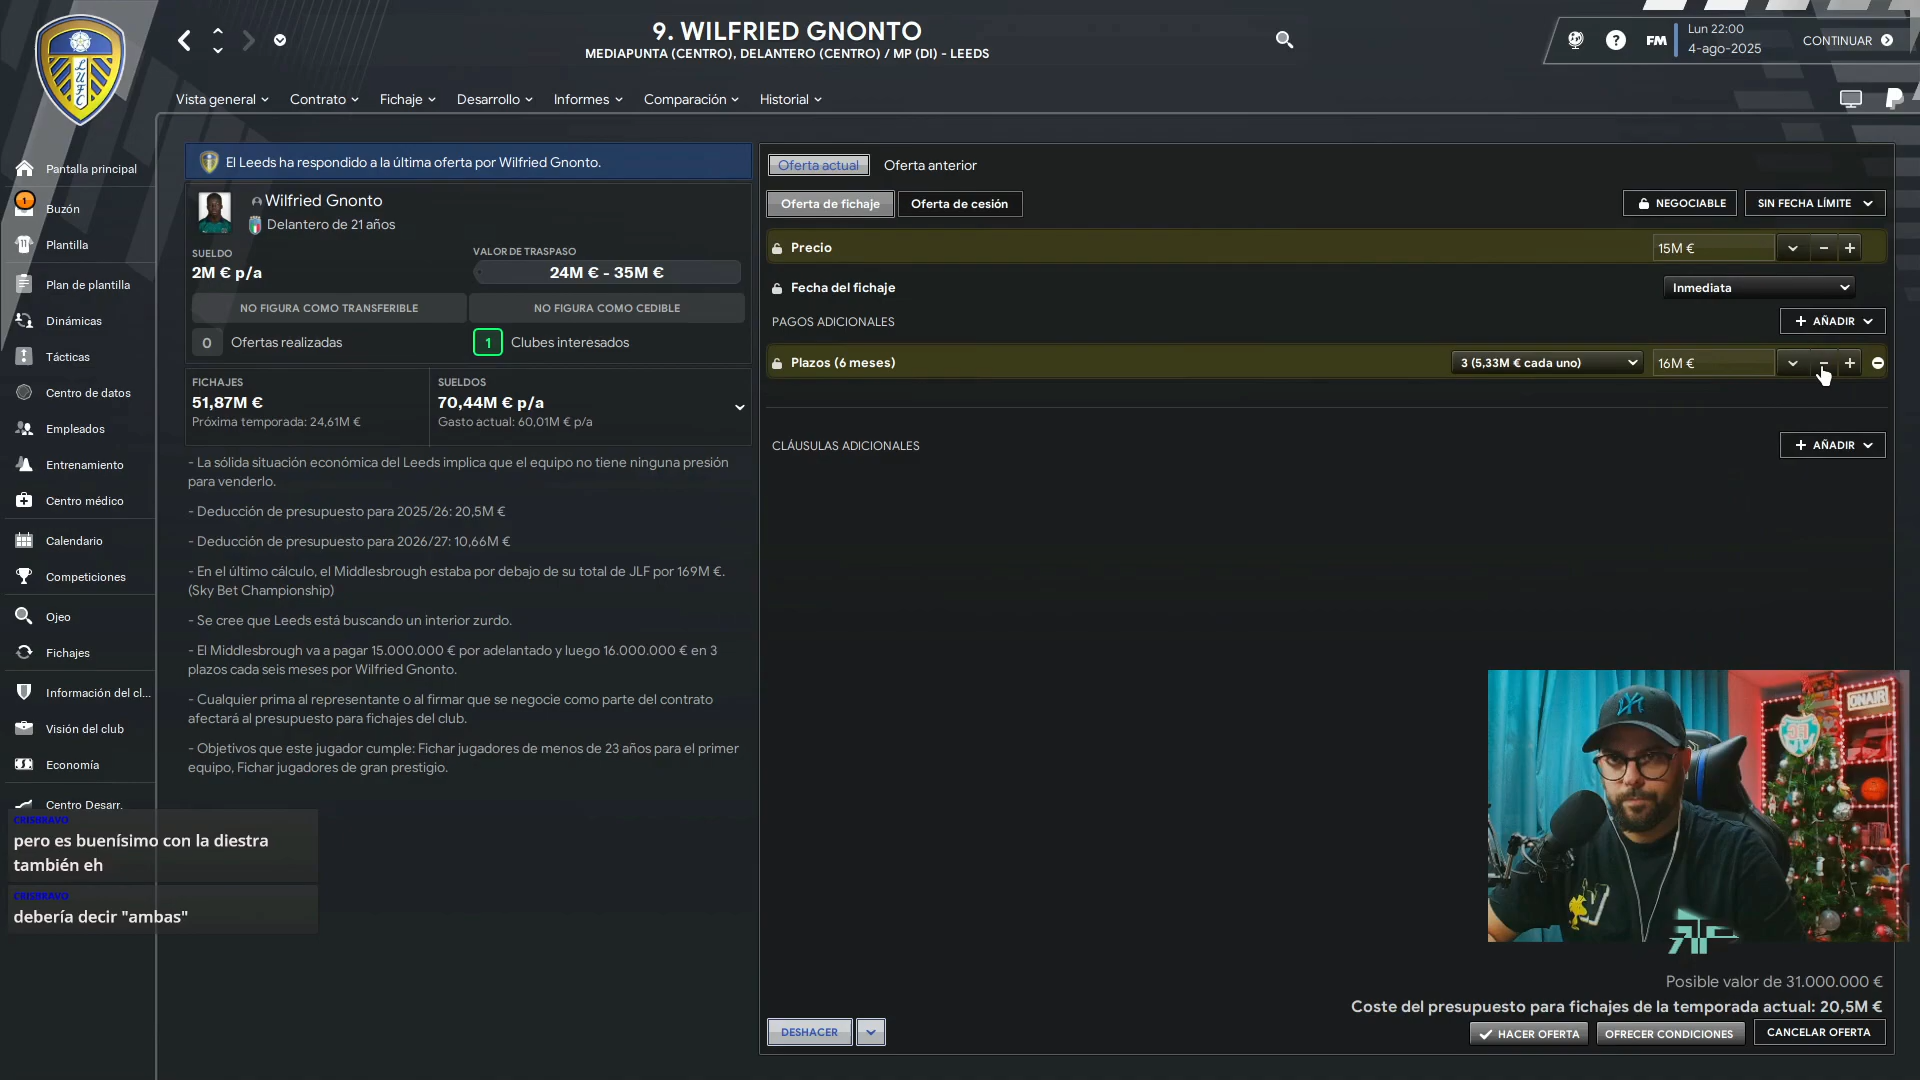 9. WILFRIED GNONTO
MEDIAPUNTA (CENTRO), DELANTERO (CENTRO) / MP (DI) - LEEDS
FM
Lun 22:00
4-ago-2025
CONTINUAR
Vista general
Contrato
Fichaje
Desarrollo
Informes
Comparación
Historial
Pantalla principal
1
Buzón
Plantilla
Plan de plantilla
Dinámicas
Tácticas
Centro de datos
Empleados
Entrenamiento
Centro médico
Calendario
Competiciones
Ojeo
Fichajes
Información del cl...
Visión del club
Economía
Centro Desarr.
El Leeds ha respondido a la última oferta por Wilfried Gnonto.
Wilfried Gnonto
Delantero de 21 años
SUELDO
2M € p/a
VALOR DE TRASPASO
24M € - 35M €
NO FIGURA COMO TRANSFERIBLE
NO FIGURA COMO CEDIBLE
0 Ofertas realizadas
1 Clubes interesados
FICHAJES
51,87M €
Próxima temporada: 24,61M €
SUELDOS
70,44M € p/a
Gasto actual: 60,01M € p/a
- La sólida situación económica del Leeds implica que el equipo no tiene ninguna presión
para venderlo.
- Deducción de presupuesto para 2025/26: 20,5M €
- Deducción de presupuesto para 2026/27: 10,66M €
- En el último cálculo, el Middlesbrough estaba por debajo de su total de JLF por 169M €.
(Sky Bet Championship)
- Se cree que Leeds está buscando un interior zurdo.
- El Middlesbrough va a pagar 15.000.000 € por adelantado y luego 16.000.000 € en 3
plazos cada seis meses por Wilfried Gnonto.
- Cualquier prima al representante o al firmar que se negocie como parte del contrato
afectará al presupuesto para fichajes del club.
- Objetivos que este jugador cumple: Fichar jugadores de menos de 23 años para el primer
equipo, Fichar jugadores de gran prestigio.
Oferta actual
Oferta anterior
Oferta de fichaje
Oferta de cesión
NEGOCIABLE
SIN FECHA LÍMITE
Precio
15M €
Fecha del fichaje
Inmediata
PAGOS ADICIONALES
+ AÑADIR
Plazos (6 meses)
3 (5,33M € cada uno)
16M €
CLÁUSULAS ADICIONALES
+ AÑADIR
CRISBRAVO
pero es buenísimo con la diestra
también eh
CRISBRAVO
debería decir "ambas"
ON AIR
Posible valor de 31.000.000 €
Coste del presupuesto para fichajes de la temporada actual: 20,5M €
DESHACER
HACER OFERTA
OFRECER CONDICIONES
CANCELAR OFERTA